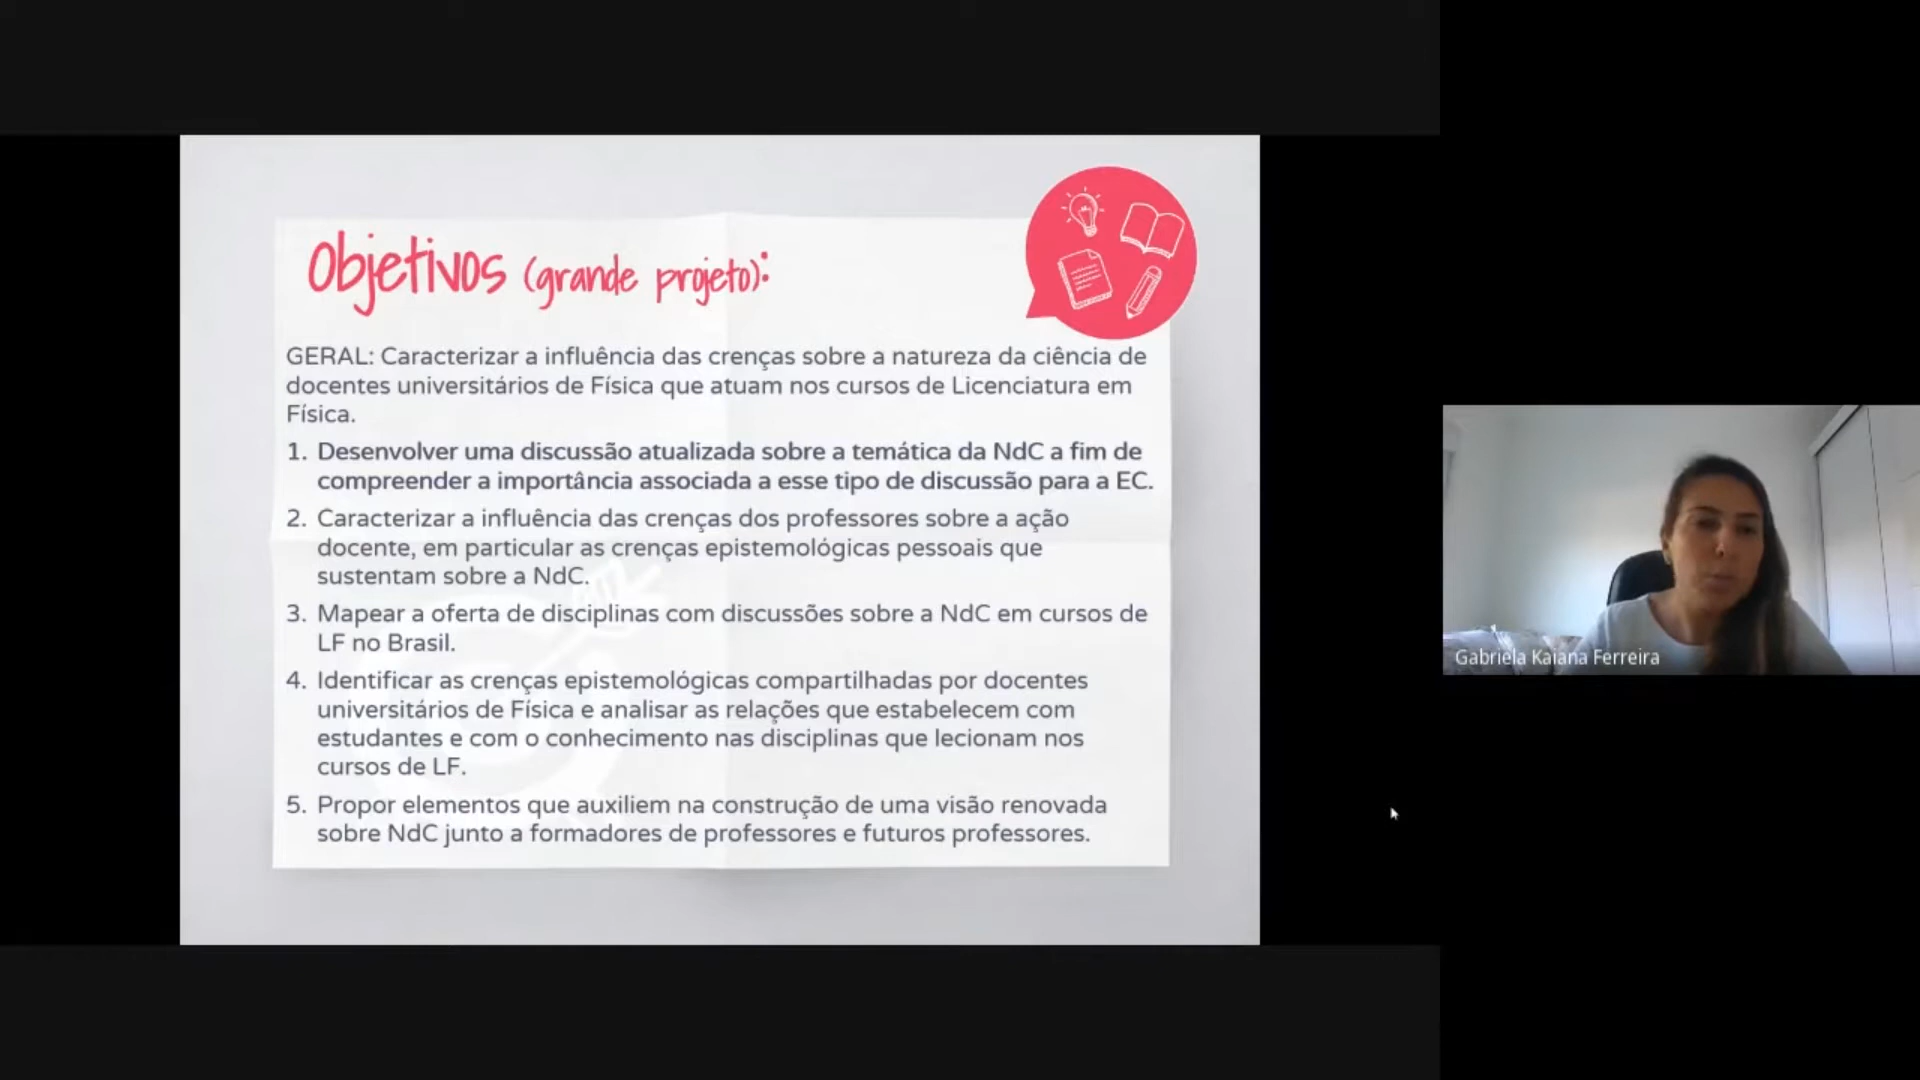 Objetivos (grande projeto):
GERAL: Caracterizar a influência das crenças sobre a natureza da ciência de
docentes universitários de Física que atuam nos cursos de Licenciatura em
Física.
1. Desenvolver uma discussão atualizada sobre a temática da NdC a fim de
compreender a importância associada a esse tipo de discussão para a EC.
2. Caracterizar a influência das crenças dos professores sobre a ação
docente, em particular as crenças epistemológicas pessoais que
sustentam sobre a NdC.
3. Mapear a oferta de disciplinas com discussões sobre a NdC em cursos de
LF no Brasil.
4. Identificar as crenças epistemológicas compartilhadas por docentes
universitários de Física e analisar as relações que estabelecem com
estudantes e com o conhecimento nas disciplinas que lecionam nos
cursos de LF.
5. Propor elementos que auxiliem na construção de uma visão renovada
sobre NdC junto a formadores de professores e futuros professores.
Gabriela Kaiana Ferreira